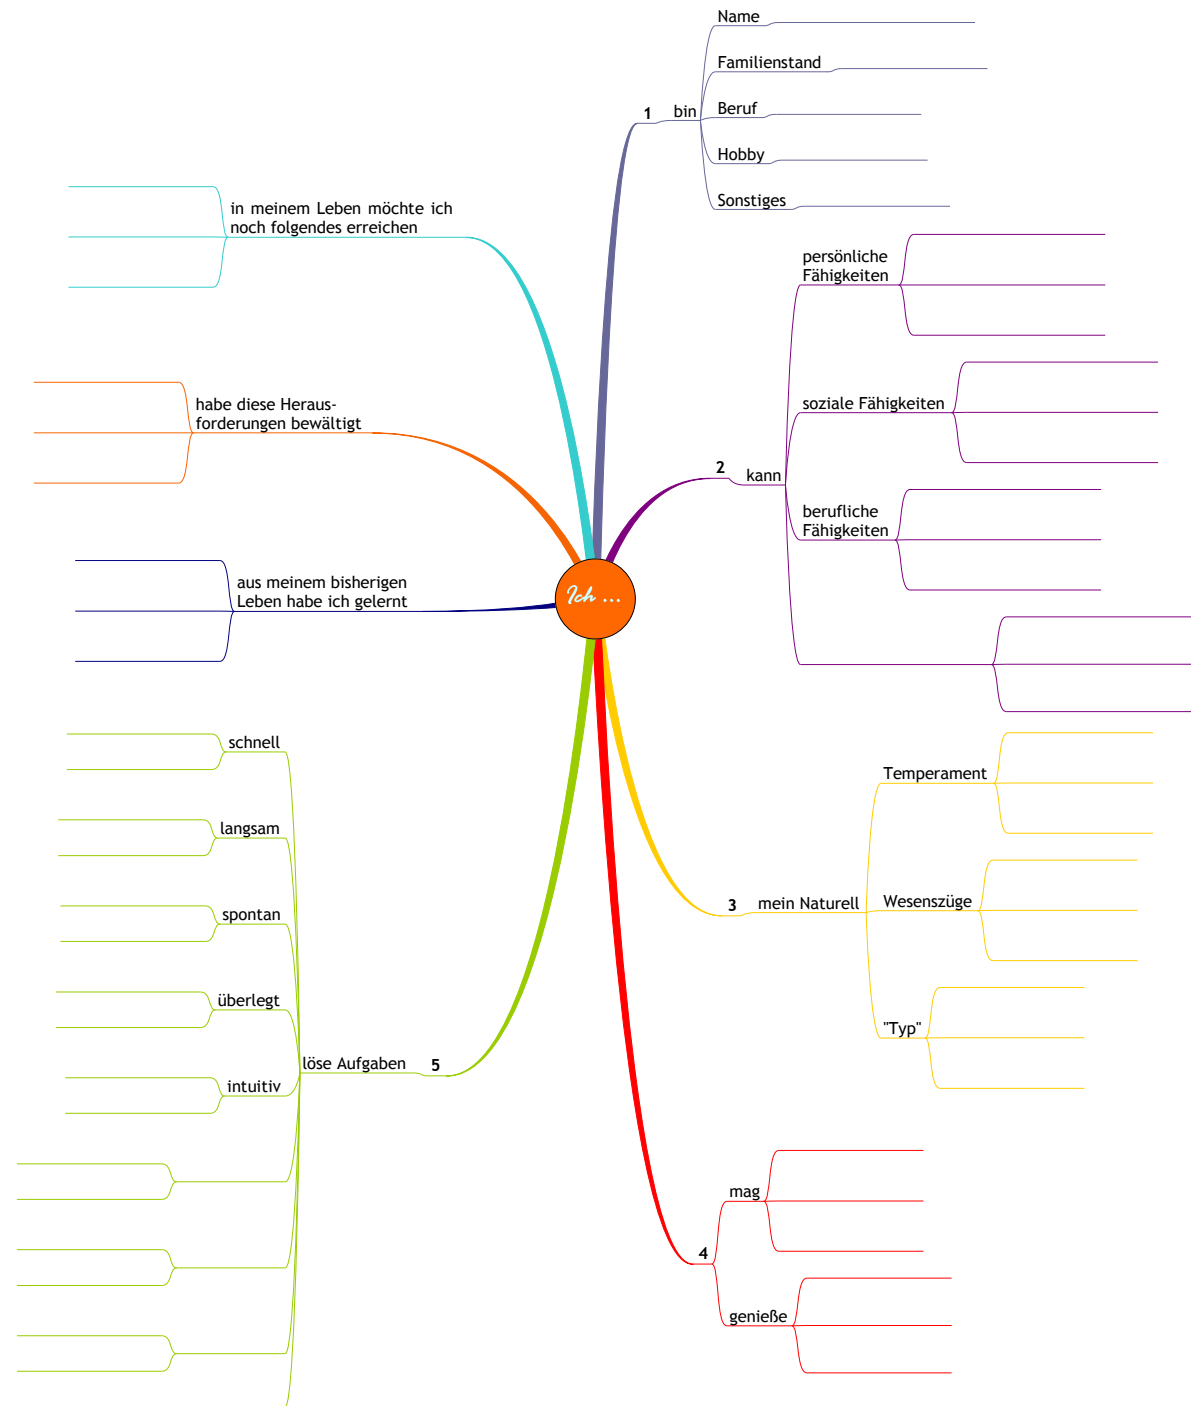 Ich ...
1
bin
Name
Familienstand
Beruf
Hobby
Sonstiges
2
kann
persönliche
Fähigkeiten
soziale Fähigkeiten
berufliche
Fähigkeiten
3
mein Naturell
Temperament
Wesenszüge
"Typ"
4
mag
genieße
5
löse Aufgaben
schnell
langsam
spontan
überlegt
intuitiv
aus meinem bisherigen
Leben habe ich gelernt
habe diese Heraus-
forderungen bewältigt
in meinem Leben möchte ich
noch folgendes erreichen